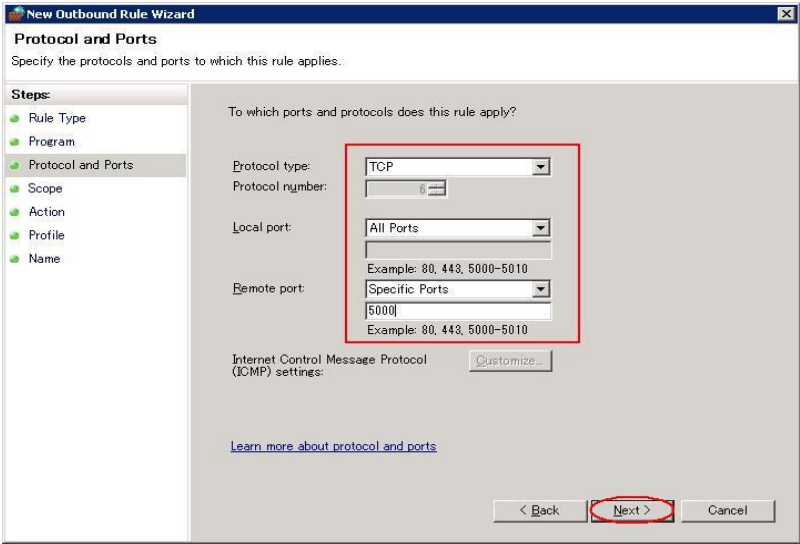 New Outbound Rule Wizard
Protocol and Ports
Specify the protocols and ports to which this rule applies.
Steps:
Rule Type
Program
Protocol and Ports
Scope
Action
Profile
Name
To which ports and protocols does this rule apply?
Protocol type: TCP
Protocol number: 6
Local port: All Ports
Example: 80, 443, 5000-5010
Remote port: Specific Ports
5000
Example: 80, 443, 5000-5010
Internet Control Message Protocol
(ICMP) settings: Customize...
Learn more about protocol and ports
< Back Next > Cancel